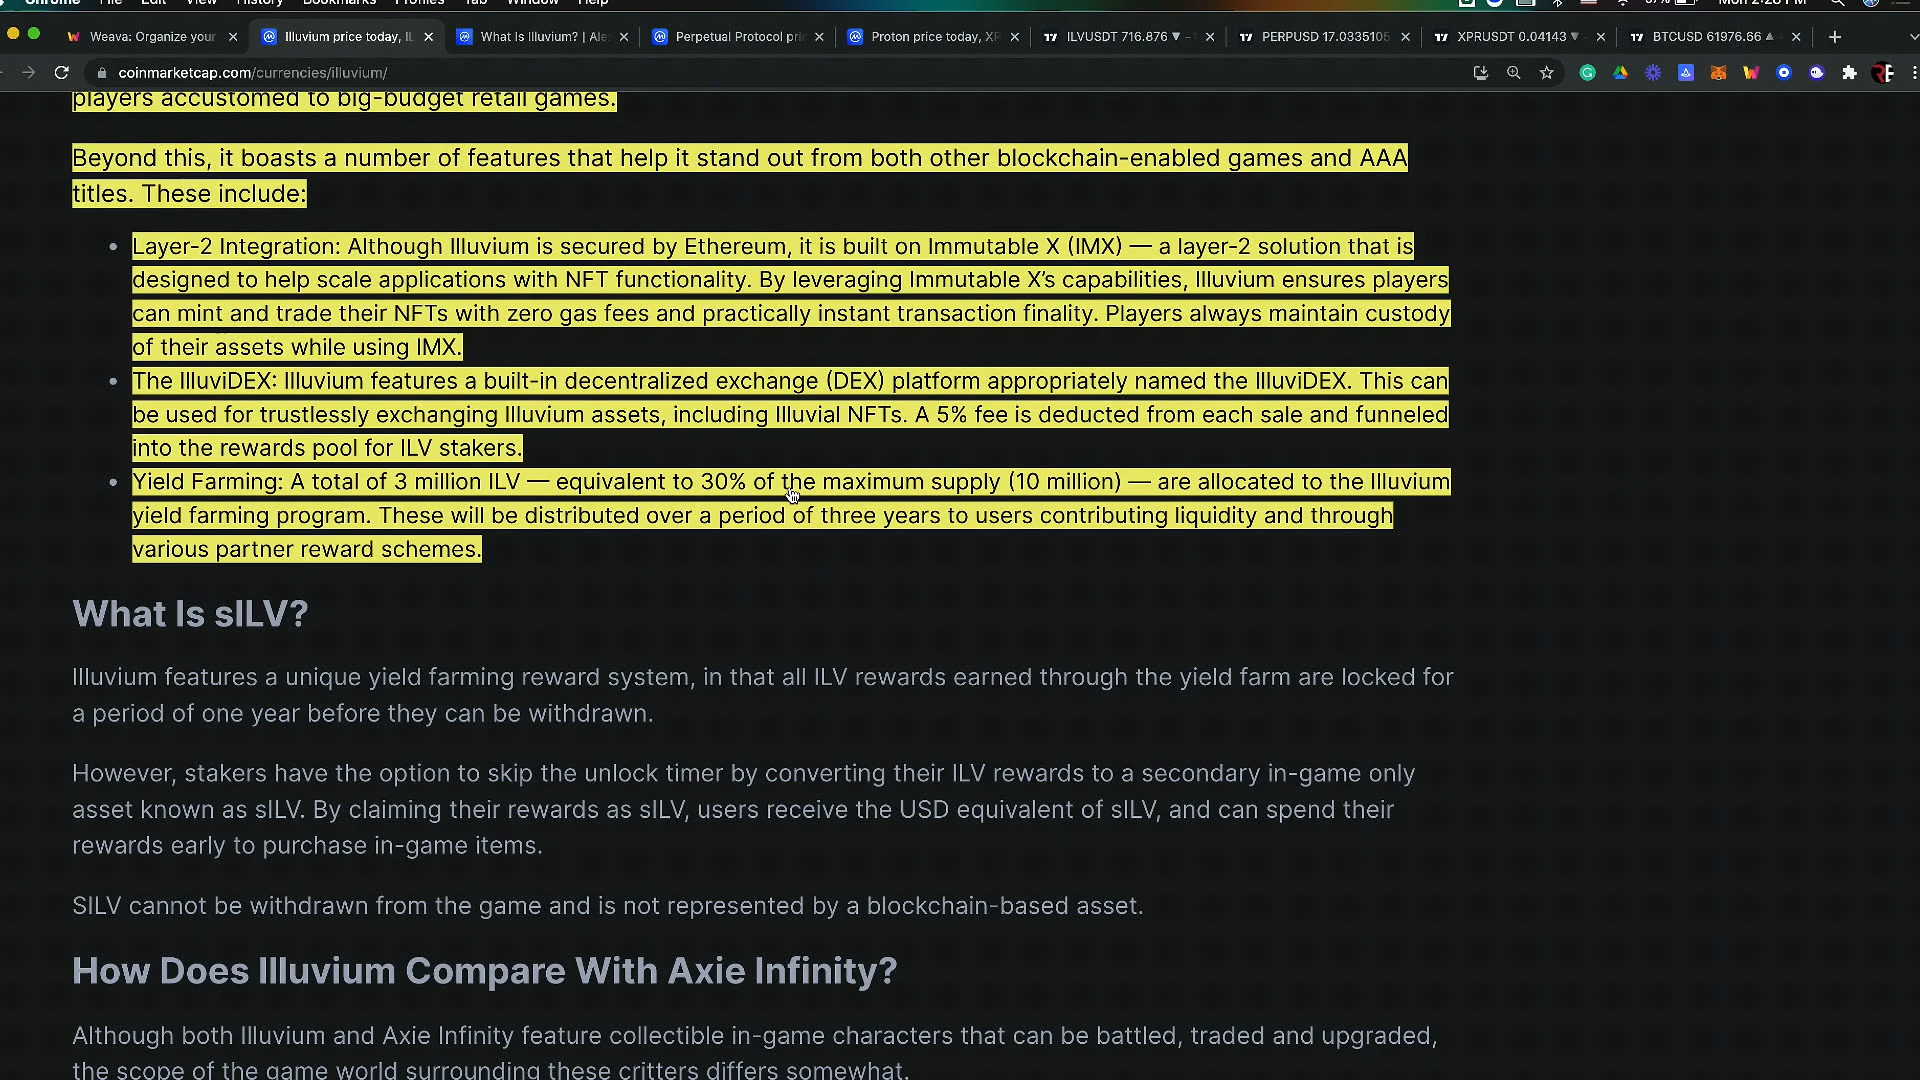 Chrome File Edit View History Bookmarks Profiles Tab Window Help Mon 2:28 PM
Weava: Organize your
Illuvium price today, IL
What Is Illuvium? | Ale
Perpetual Protocol pri
Proton price today, XP
ILVUSDT 716.876 ▼ −1
PERPUSD 17.0335105
XPRUSDT 0.04143 ▼
BTCUSD 61976.66 ▲
coinmarketcap.com/currencies/illuvium/
players accustomed to big-budget retail games.
Beyond this, it boasts a number of features that help it stand out from both other blockchain-enabled games and AAA
titles. These include:
• Layer-2 Integration: Although Illuvium is secured by Ethereum, it is built on Immutable X (IMX) — a layer-2 solution that is
designed to help scale applications with NFT functionality. By leveraging Immutable X’s capabilities, Illuvium ensures players
can mint and trade their NFTs with zero gas fees and practically instant transaction finality. Players always maintain custody
of their assets while using IMX.
• The IlluviDEX: Illuvium features a built-in decentralized exchange (DEX) platform appropriately named the IlluviDEX. This can
be used for trustlessly exchanging Illuvium assets, including Illuvial NFTs. A 5% fee is deducted from each sale and funneled
into the rewards pool for ILV stakers.
• Yield Farming: A total of 3 million ILV — equivalent to 30% of the maximum supply (10 million) — are allocated to the Illuvium
yield farming program. These will be distributed over a period of three years to users contributing liquidity and through
various partner reward schemes.
What Is sILV?
Illuvium features a unique yield farming reward system, in that all ILV rewards earned through the yield farm are locked for
a period of one year before they can be withdrawn.
However, stakers have the option to skip the unlock timer by converting their ILV rewards to a secondary in-game only
asset known as sILV. By claiming their rewards as sILV, users receive the USD equivalent of sILV, and can spend their
rewards early to purchase in-game items.
SILV cannot be withdrawn from the game and is not represented by a blockchain-based asset.
How Does Illuvium Compare With Axie Infinity?
Although both Illuvium and Axie Infinity feature collectible in-game characters that can be battled, traded and upgraded,
the scope of the game world surrounding these critters differs somewhat.